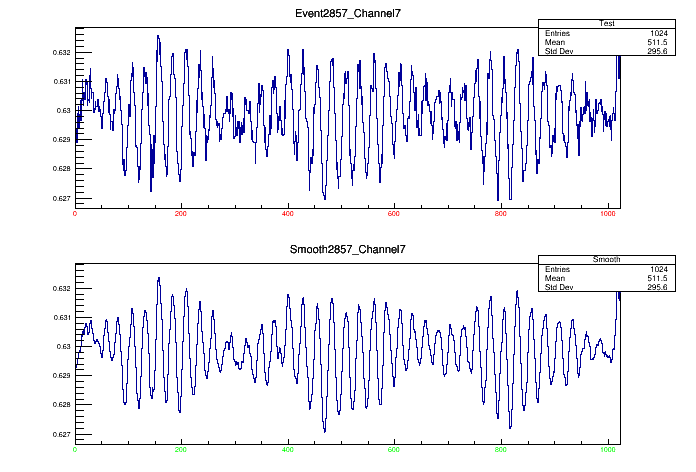 Event2857_Channel7
Test
Entries 1024
Mean 511.5
Std Dev 295.6
0.632
0.631
0.63
0.629
0.628
0.627
0 200 400 600 800 1000
Smooth2857_Channel7
Smooth
Entries 1024
Mean 511.5
Std Dev 295.6
0.632
0.631
0.63
0.629
0.628
0.627
0 200 400 600 800 1000